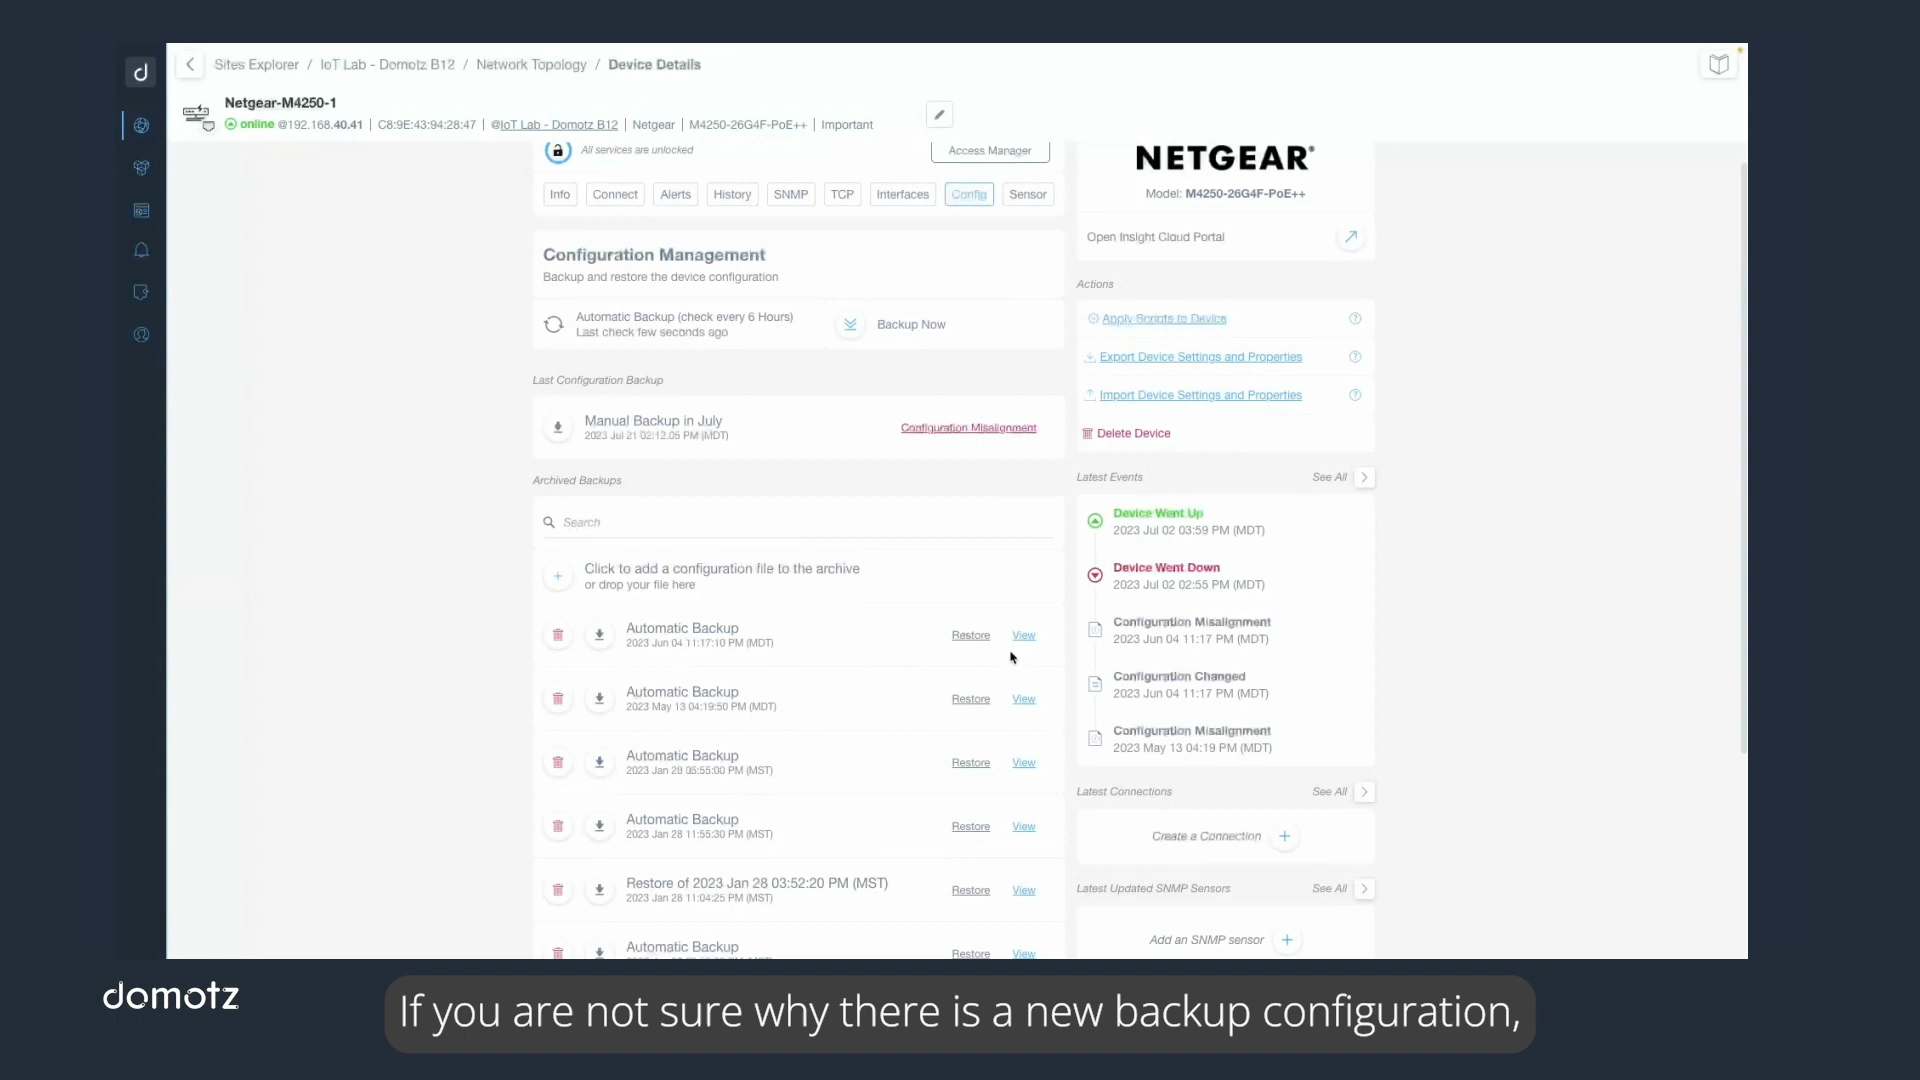 Sites Explorer / IoT Lab - Domotz B12 / Network Topology / Device Details
Netgear-M4250-1
online @192.168.40.41 | C8:9E:43:94:28:47 | @IoT Lab - Domotz B12 | Netgear | M4250-26G4F-PoE++ | Important
All services are unlocked
Access Manager
Info
Connect
Alerts
History
SNMP
TCP
Interfaces
Config
Sensor
Configuration Management
Backup and restore the device configuration
Automatic Backup (check every 6 Hours)
Last check few seconds ago
Backup Now
Last Configuration Backup
Manual Backup in July
2023 Jul 21 02:12.05 PM (MDT)
Configuration Misalignment
Archived Backups
Search
Click to add a configuration file to the archive
or drop your file here
Automatic Backup
2023 Jun 04 11:17:10 PM (MDT)
Restore
View
Automatic Backup
2023 May 13 04:19:50 PM (MDT)
Restore
View
Automatic Backup
2023 Jan 29 05:55:00 PM (MST)
Restore
View
Automatic Backup
2023 Jan 28 11:55:30 PM (MST)
Restore
View
Restore of 2023 Jan 28 03:52:20 PM (MST)
2023 Jan 28 11:04:25 PM (MST)
Restore
View
Automatic Backup
Restore
View
NETGEAR®
Model: M4250-26G4F-PoE++
Open Insight Cloud Portal
Actions
Apply Scripts to Device
Export Device Settings and Properties
Import Device Settings and Properties
Delete Device
Latest Events
See All
Device Went Up
2023 Jul 02 03:59 PM (MDT)
Device Went Down
2023 Jul 02 02:55 PM (MDT)
Configuration Misalignment
2023 Jun 04 11:17 PM (MDT)
Configuration Changed
2023 Jun 04 11:17 PM (MDT)
Configuration Misalignment
2023 May 13 04:19 PM (MDT)
Latest Connections
See All
Create a Connection
Latest Updated SNMP Sensors
See All
Add an SNMP sensor
domotz
If you are not sure why there is a new backup configuration,